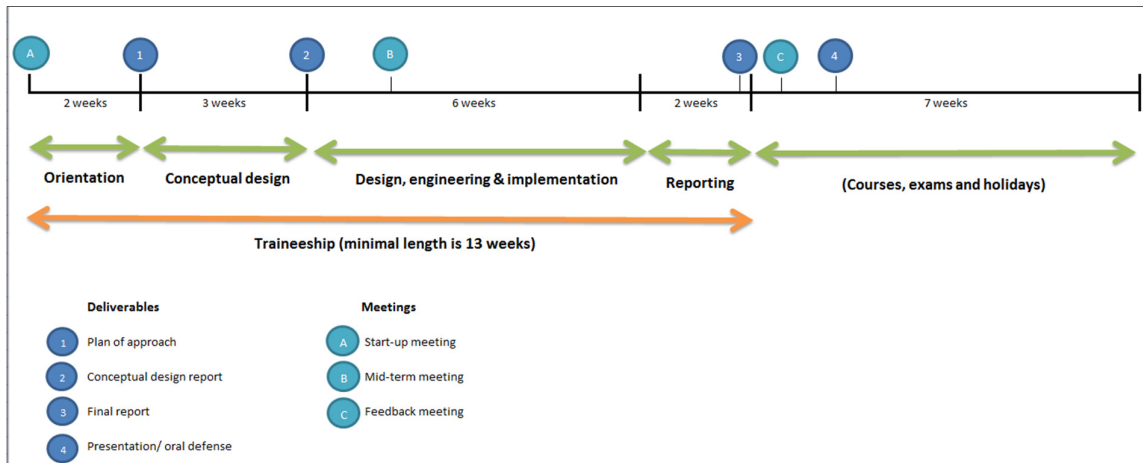 A
1
2
B
3
C
4
2 weeks
3 weeks
6 weeks
2 weeks
7 weeks
Orientation
Conceptual design
Design, engineering & implementation
Reporting
(Courses, exams and holidays)
Traineeship (minimal length is 13 weeks)
Deliverables
Meetings
1 Plan of approach
A Start-up meeting
2 Conceptual design report
B Mid-term meeting
3 Final report
C Feedback meeting
4 Presentation/ oral defense